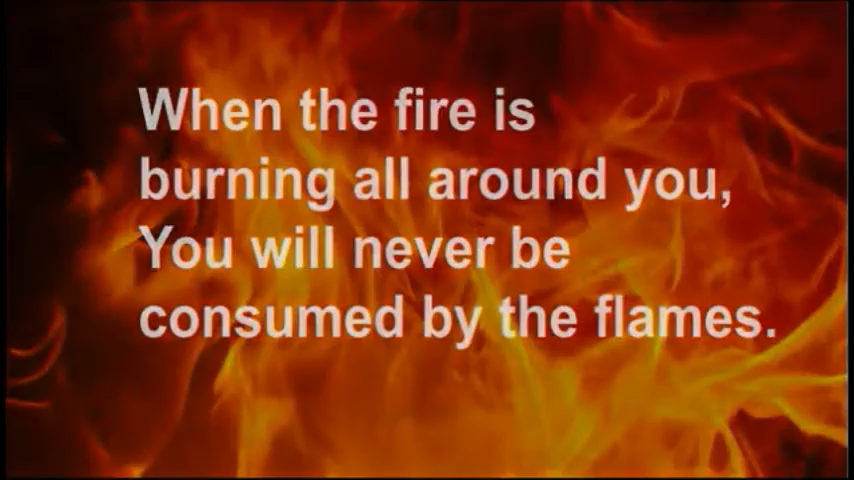 When the fire is
burning all around you,
You will never be
consumed by the flames.